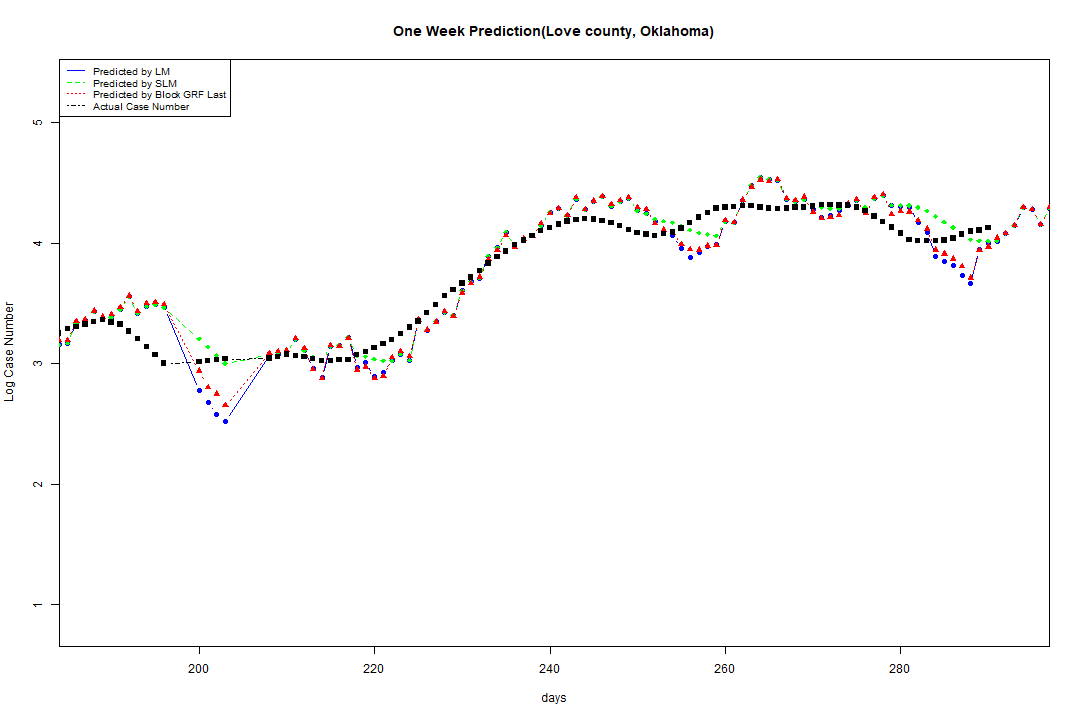 One Week Prediction(Love county, Oklahoma)
Predicted by LM
Predicted by SLM
Predicted by Block GRF Last
Actual Case Number
5
4
3
2
1
Log Case Number
200 220 240 260 280
days